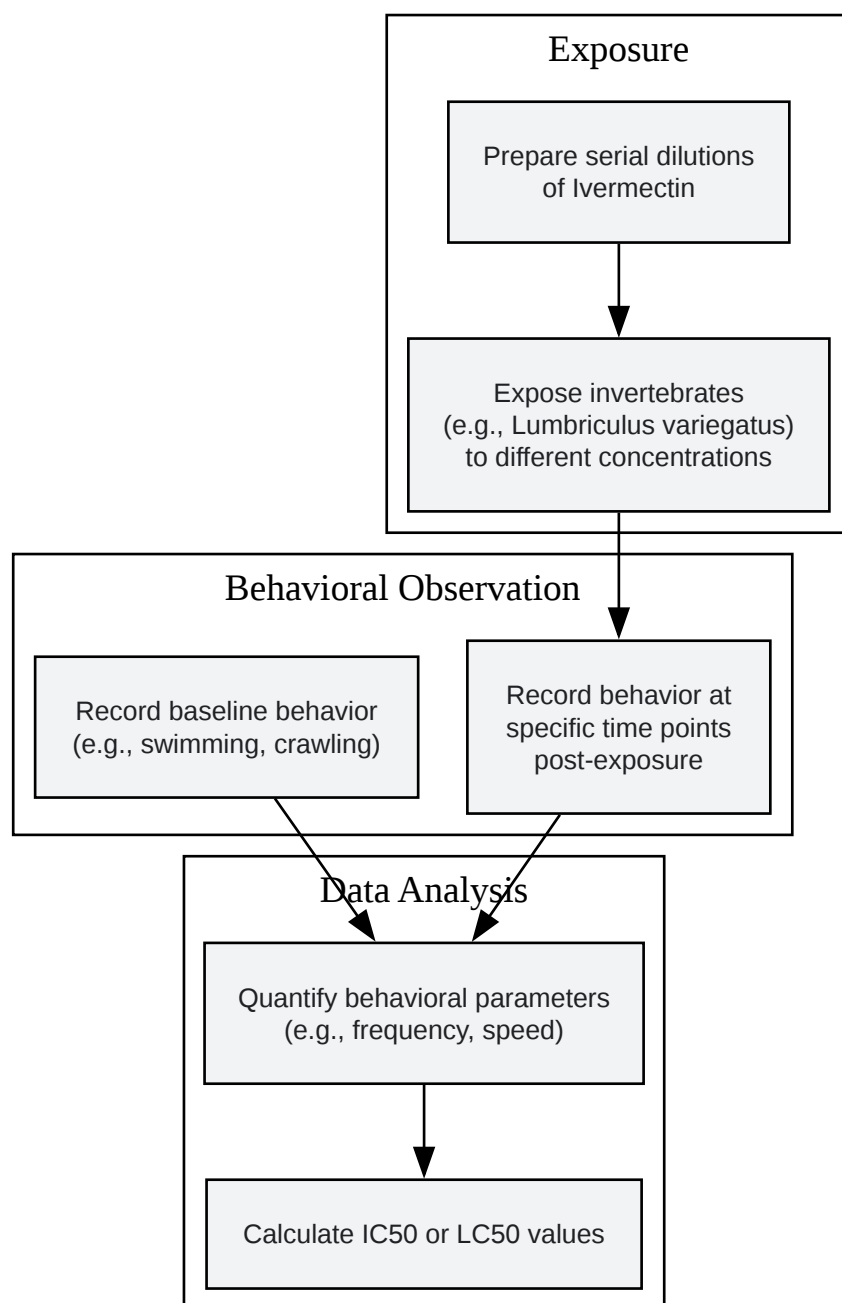 Exposure
Prepare serial dilutions
of Ivermectin
Expose invertebrates
(e.g., Lumbriculus variegatus)
to different concentrations
Behavioral Observation
Record baseline behavior
(e.g., swimming, crawling)
Record behavior at
specific time points
post-exposure
Data Analysis
Quantify behavioral parameters
(e.g., frequency, speed)
Calculate IC50 or LC50 values